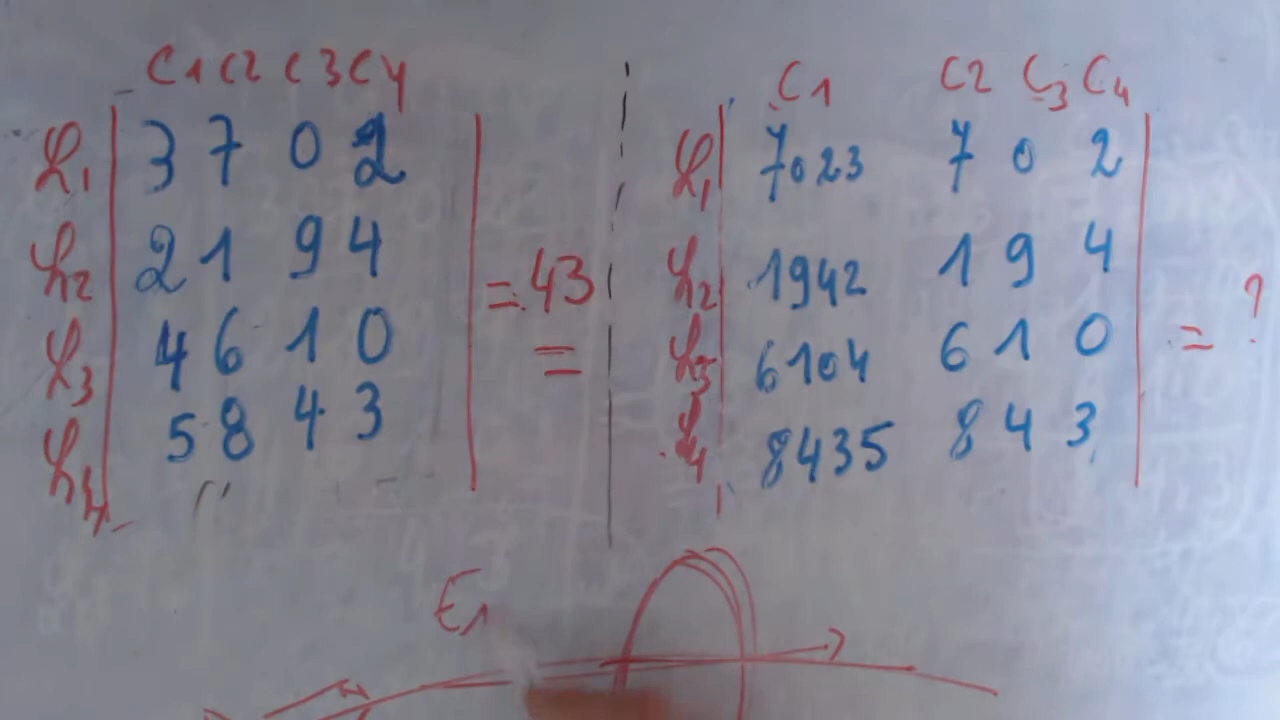 C1 C2 C3 C4
L1 3 7 0 2
L2 2 1 9 4
L3 4 6 1 0
L4 5 8 4 3
= 43
C1 C2 C3 C4
L1 7023 7 0 2
L2 1942 1 9 4
L3 6104 6 1 0
L4 8435 8 4 3
= ?
E1